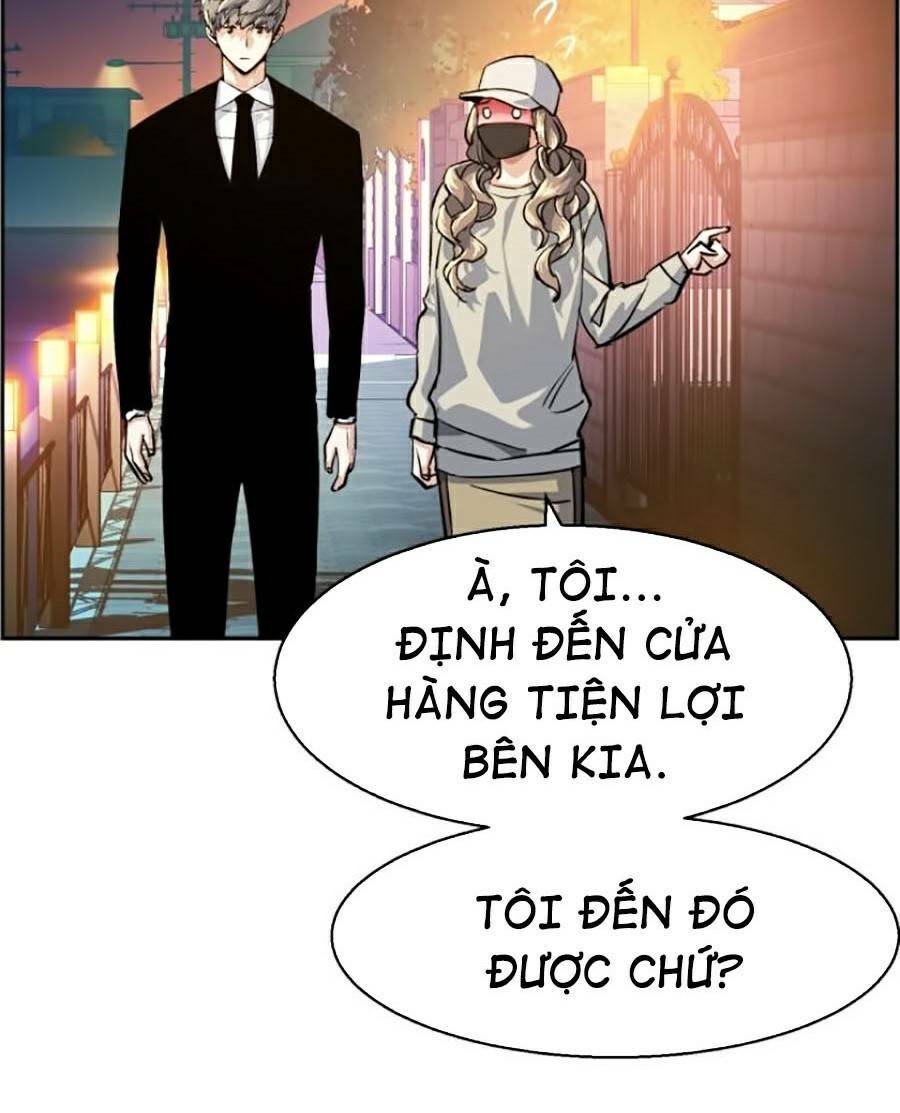 À, TÔI...
ĐỊNH ĐẾN CỬA
HÀNG TIỆN LỢI
BÊN KIA.
TÔI ĐẾN ĐÓ
ĐƯỢC CHỨ?